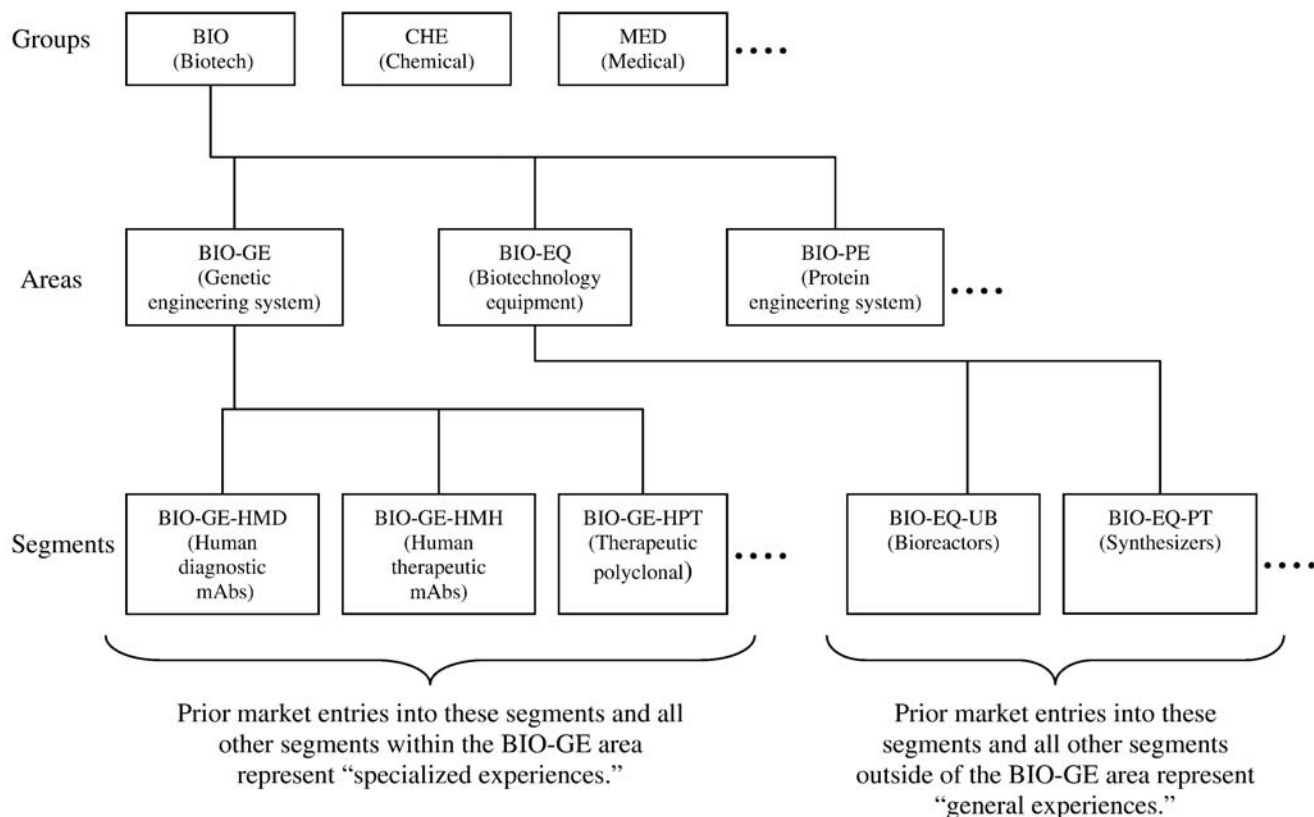 Groups
BIO
(Biotech)
CHE
(Chemical)
MED
(Medical)
Areas
BIO-GE
(Genetic
engineering system)
BIO-EQ
(Biotechnology
equipment)
BIO-PE
(Protein
engineering system)
Segments
BIO-GE-HMD
(Human
diagnostic
mAbs)
BIO-GE-HMH
(Human
therapeutic
mAbs)
BIO-GE-HPT
(Therapeutic
polyclonal)
BIO-EQ-UB
(Bioreactors)
BIO-EQ-PT
(Synthesizers)
Prior market entries into these segments and all
other segments within the BIO-GE area
represent “specialized experiences.”
Prior market entries into these
segments and all other segments
outside of the BIO-GE area represent
“general experiences.”